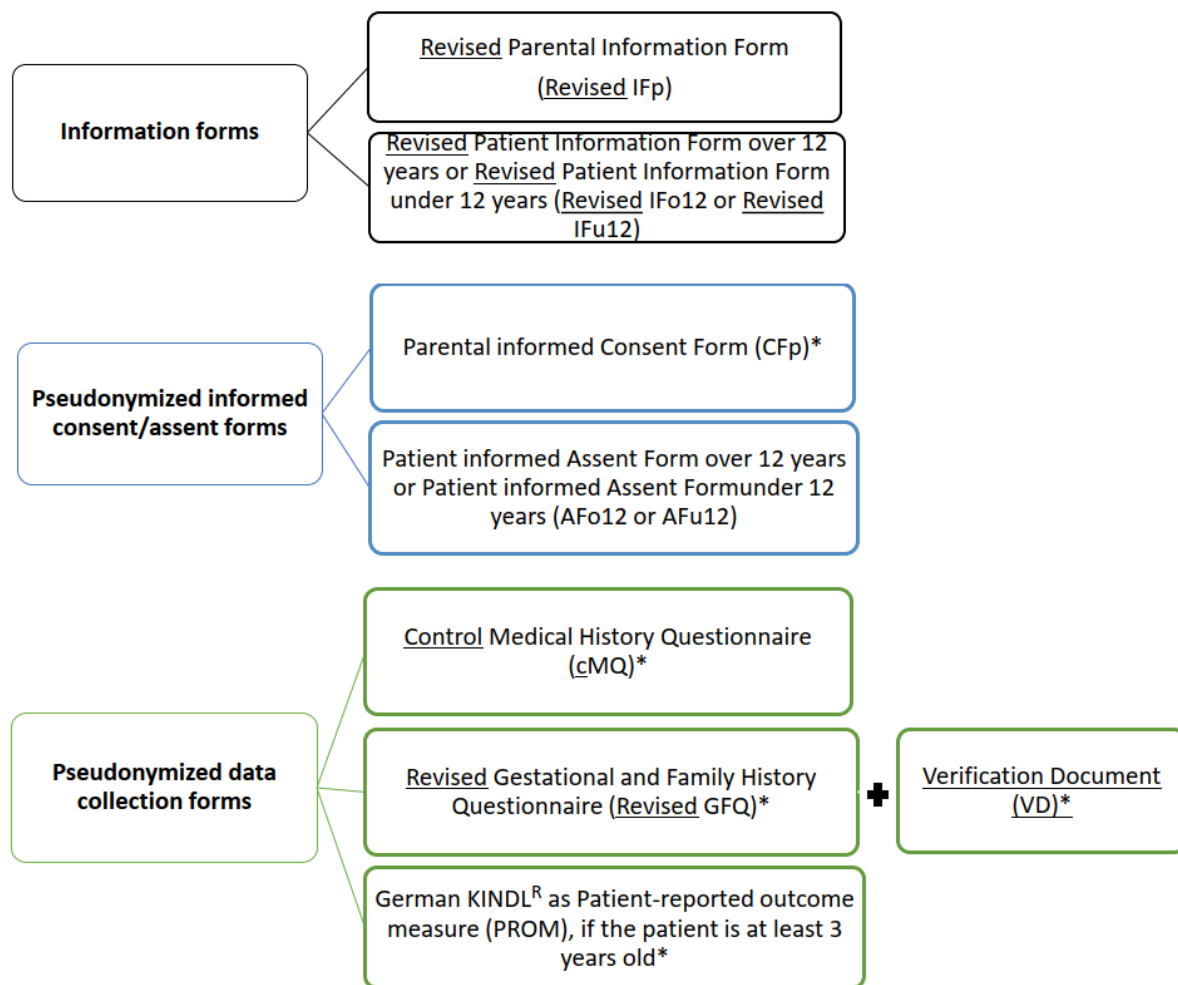 Information forms
Revised Parental Information Form
(Revised IFp)
Revised Patient Information Form over 12
years or Revised Patient Information Form
under 12 years (Revised IFo12 or Revised
IFu12)
Pseudonymized informed
consent/assent forms
Parental informed Consent Form (CFp)*
Patient informed Assent Form over 12 years
or Patient informed Assent Formunder 12
years (AFo12 or AFu12)
Pseudonymized data
collection forms
Control Medical History Questionnaire
(cMQ)*
Revised Gestational and Family History
Questionnaire (Revised GFQ)*
Verification Document
(VD)*
German KINDLᴿ as Patient-reported outcome
measure (PROM), if the patient is at least 3
years old*